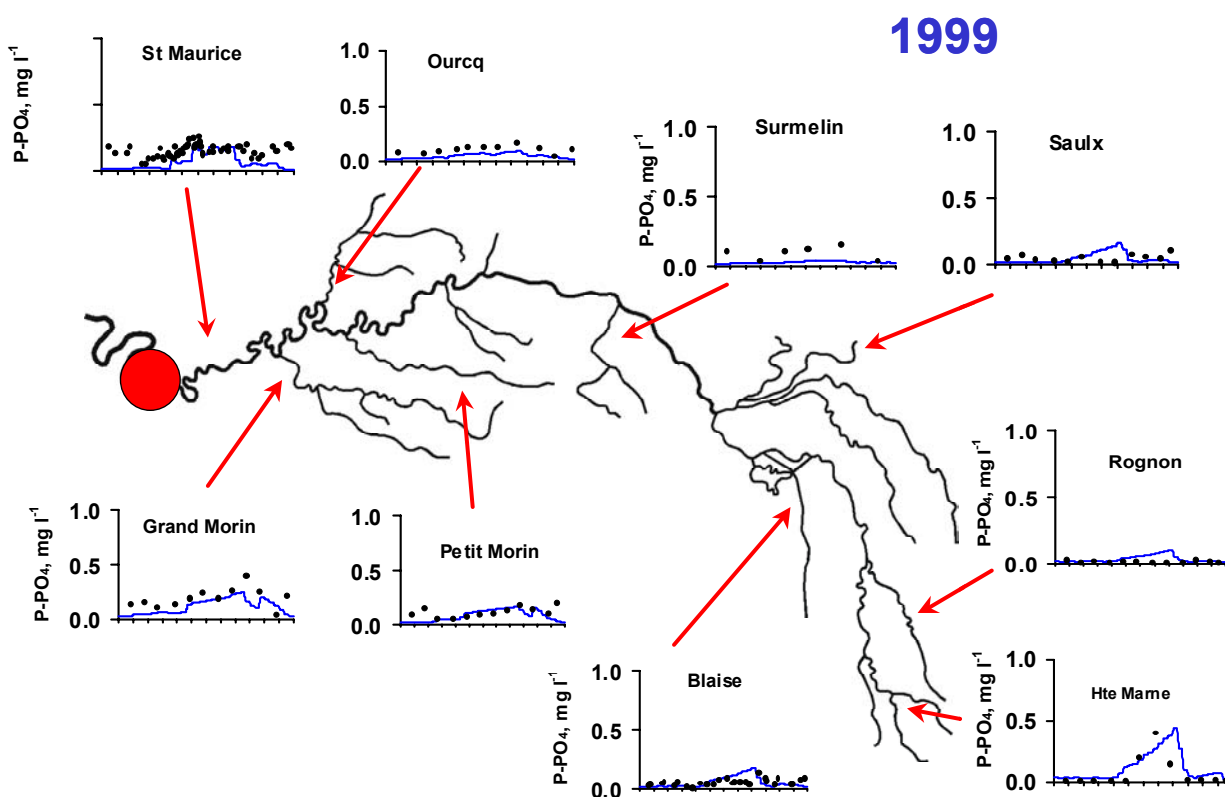 1999
St Maurice
P-PO4, mg l-1
Ourcq
1.0
0.5
0.0
Surmelin
P-PO4, mg l-1
1.0
0.5
0.0
Saulx
1.0
0.5
0.0
Rognon
P-PO4, mg l-1
1.0
0.5
0.0
Grand Morin
P-PO4, mg l-1
1.0
0.5
0.0
Petit Morin
1.0
0.5
0.0
Blaise
P-PO4, mg l-1
1.0
0.5
0.0
Hte Marne
P-PO4, mg l-1
1.0
0.5
0.0